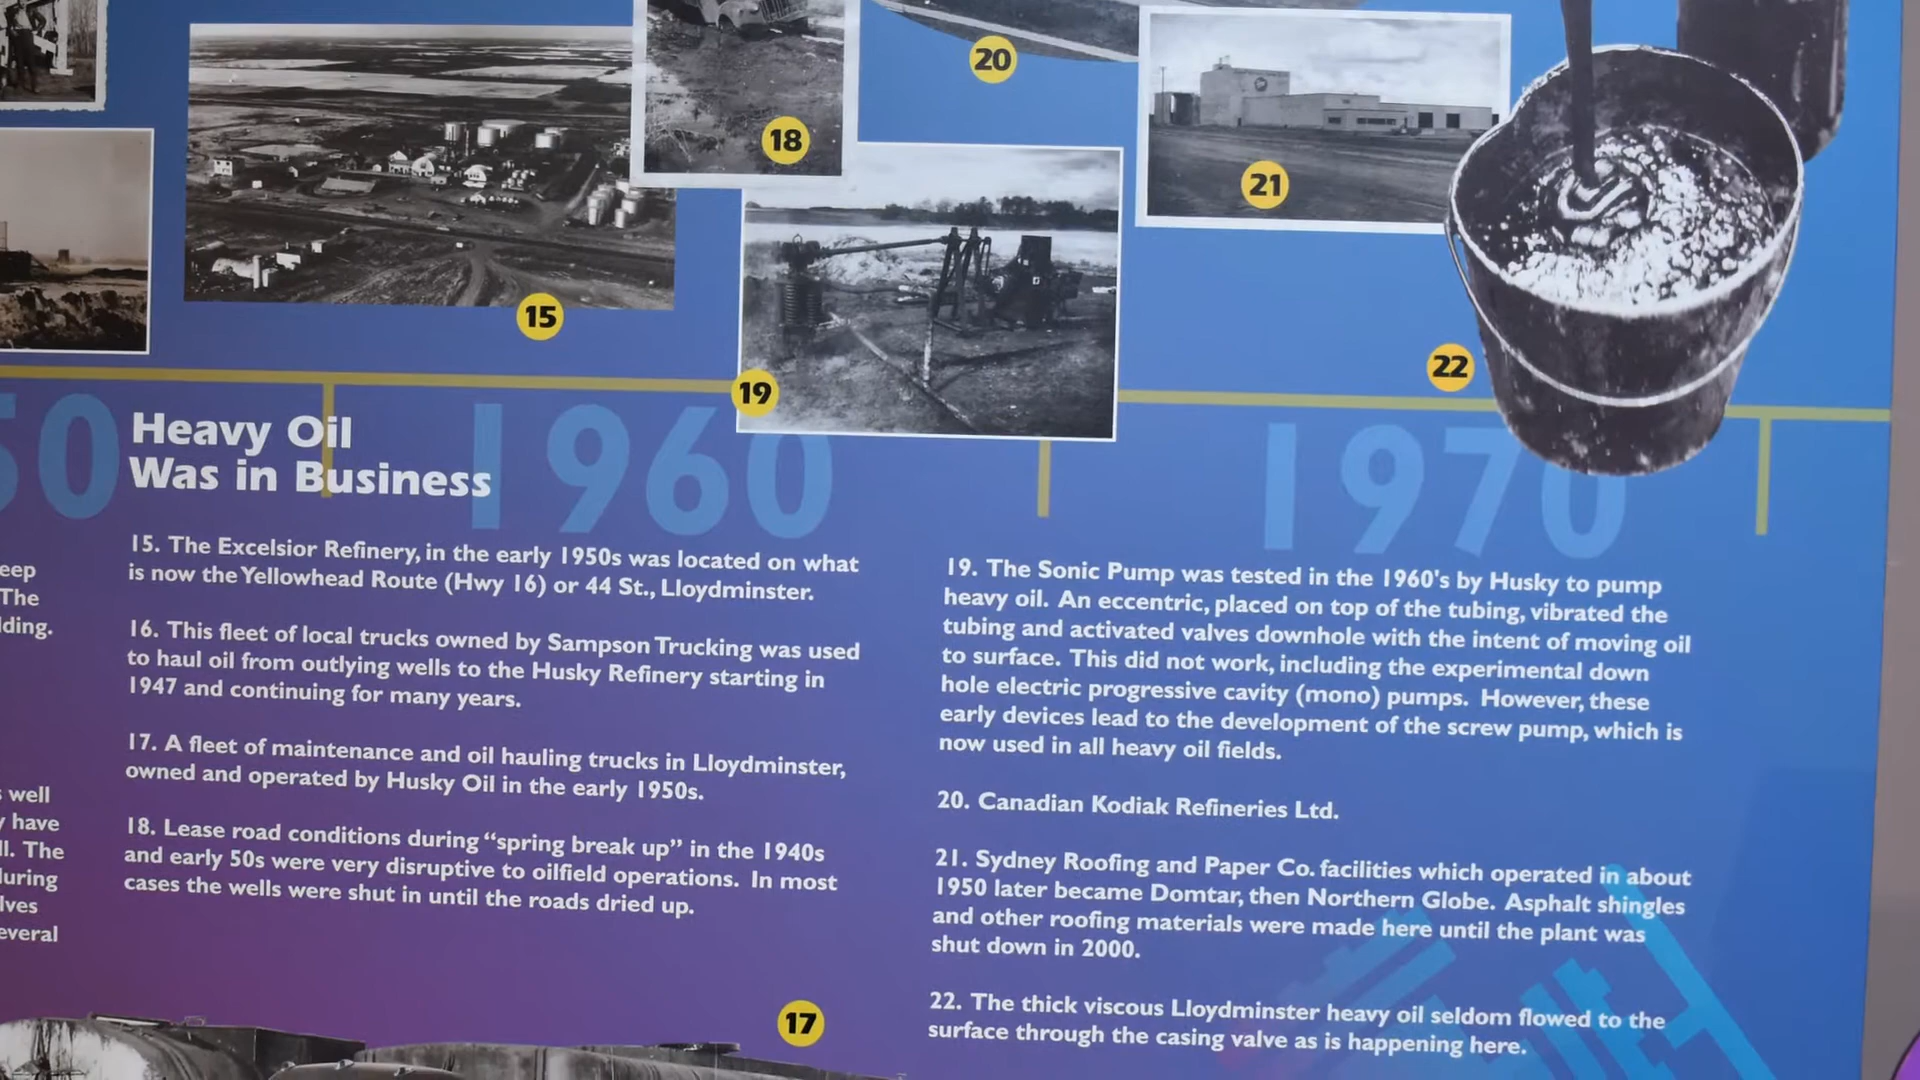 20
18
21
15
19
22
50
1960
1970
Heavy Oil
Was in Business
eep
The
lding.
well
have
ll. The
luring
lves
everal
15. The Excelsior Refinery, in the early 1950s was located on what
is now the Yellowhead Route (Hwy 16) or 44 St., Lloydminster.
16. This fleet of local trucks owned by Sampson Trucking was used
to haul oil from outlying wells to the Husky Refinery starting in
1947 and continuing for many years.
17. A fleet of maintenance and oil hauling trucks in Lloydminster,
owned and operated by Husky Oil in the early 1950s.
18. Lease road conditions during “spring break up” in the 1940s
and early 50s were very disruptive to oilfield operations. In most
cases the wells were shut in until the roads dried up.
17
19. The Sonic Pump was tested in the 1960's by Husky to pump
heavy oil. An eccentric, placed on top of the tubing, vibrated the
tubing and activated valves downhole with the intent of moving oil
to surface. This did not work, including the experimental down
hole electric progressive cavity (mono) pumps. However, these
early devices lead to the development of the screw pump, which is
now used in all heavy oil fields.
20. Canadian Kodiak Refineries Ltd.
21. Sydney Roofing and Paper Co. facilities which operated in about
1950 later became Domtar, then Northern Globe. Asphalt shingles
and other roofing materials were made here until the plant was
shut down in 2000.
22. The thick viscous Lloydminster heavy oil seldom flowed to the
surface through the casing valve as is happening here.